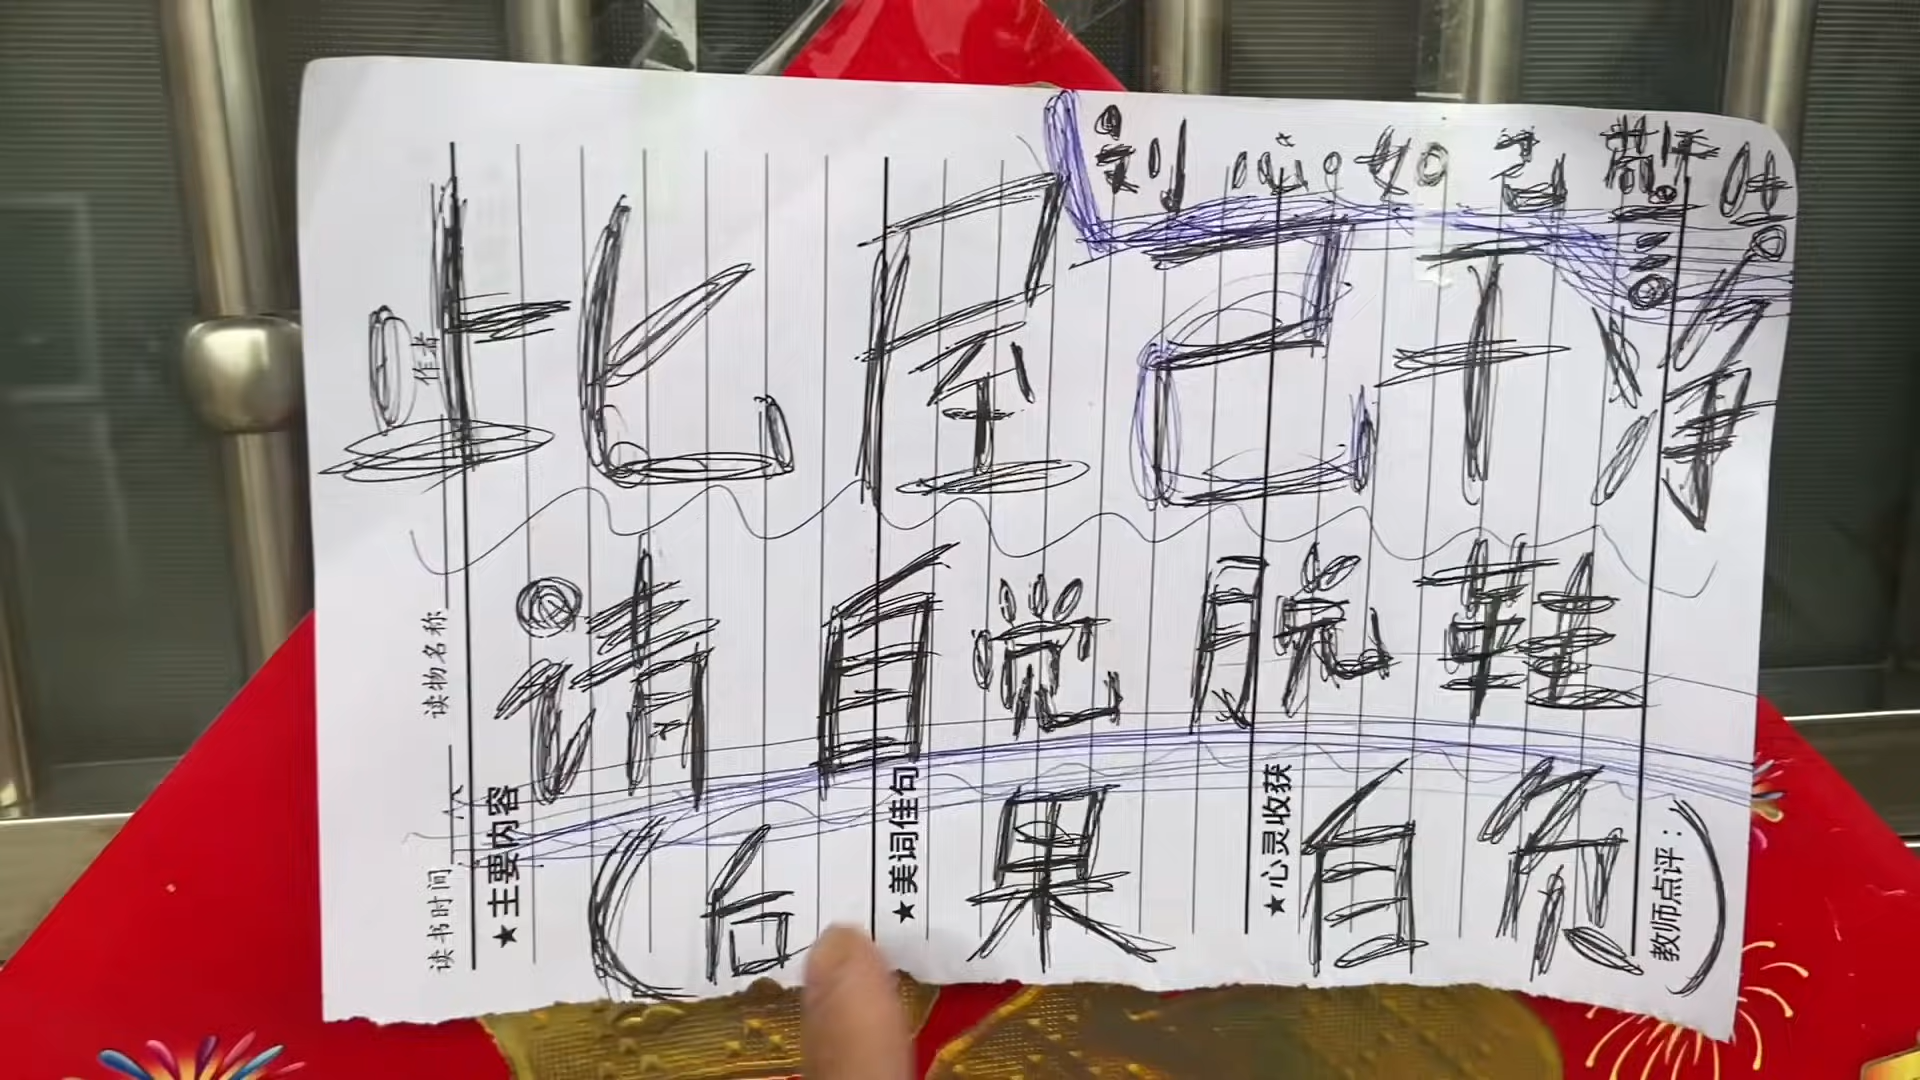 此屋已干净
请自觉脱鞋
（后果自负）
读书时间 读物名称 作者
★主要内容
★美词佳句
★心灵收获
教师点评：